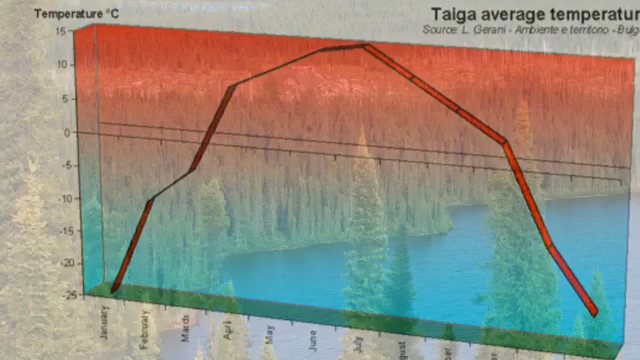 Temperature °C
Taiga average temperatur
Source: L. Gerani - Ambiente e territorio - Bulg
15
10
5
0
-5
-10
-15
-20
-25
January
February
March
April
May
June
July